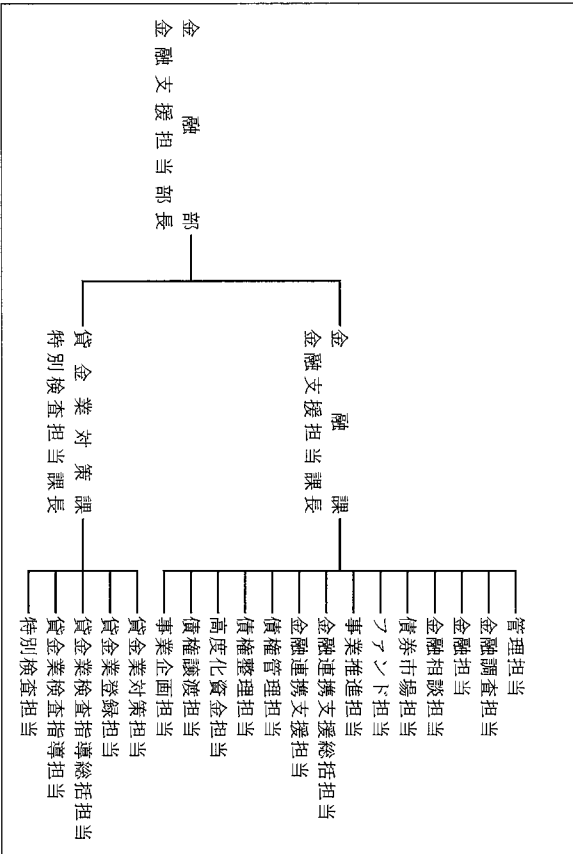 金融部
金融支援担当部長
金融課
金融支援担当課長
管理担当
金融調査担当
金融担当
金融相談担当
債券市場担当
ファンド担当
事業推進担当
金融連携支援総括担当
金融連携支援担当
債権管理担当
債権整理担当
高度化資金担当
債権譲渡担当
事業企画担当
貸金業対策課
特別検査担当課長
貸金業対策担当
貸金業登録担当
貸金業検査指導総括担当
貸金業検査指導担当
特別検査担当